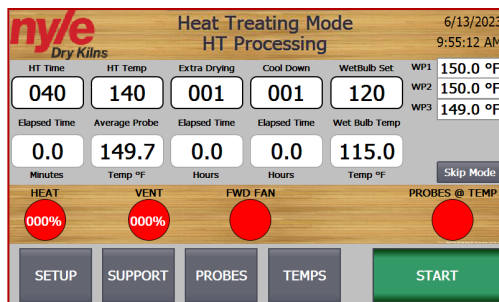 nyle Heat Treating Mode 6/13/2023
Dry Kilns HT Processing 9:55:12 AM
HT Time HT Temp Extra Drying Cool Down WetBulb Set WP1 150.0 °F
040 140 001 001 120 WP2 150.0 °F
WP3 149.0 °F
Elapsed Time Average Probe Elapsed Time Elapsed Time Wet Bulb Temp
0.0 149.7 0.0 0.0 115.0
Minutes Temp °F Hours Hours Temp °F Skip Mode
HEAT VENT FWD FAN PROBES @ TEMP
000% 000%
SETUP SUPPORT PROBES TEMPS START